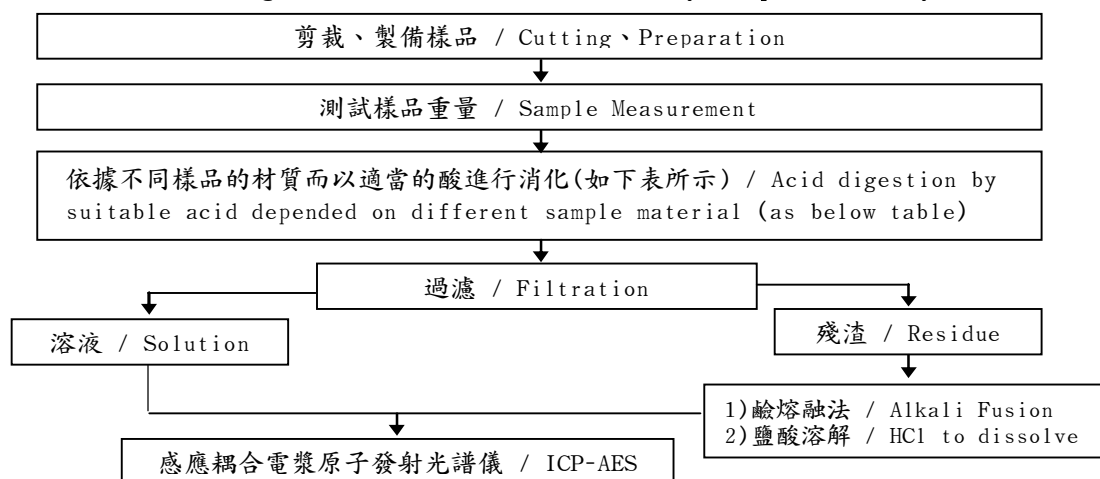 剪裁、製備樣品 / Cutting、Preparation
測試樣品重量 / Sample Measurement
依據不同樣品的材質而以適當的酸進行消化(如下表所示) / Acid digestion by
suitable acid depended on different sample material (as below table)
過濾 / Filtration
溶液 / Solution
殘渣 / Residue
1)鹼熔融法 / Alkali Fusion
2)鹽酸溶解 / HCl to dissolve
感應耦合電漿原子發射光譜儀 / ICP-AES